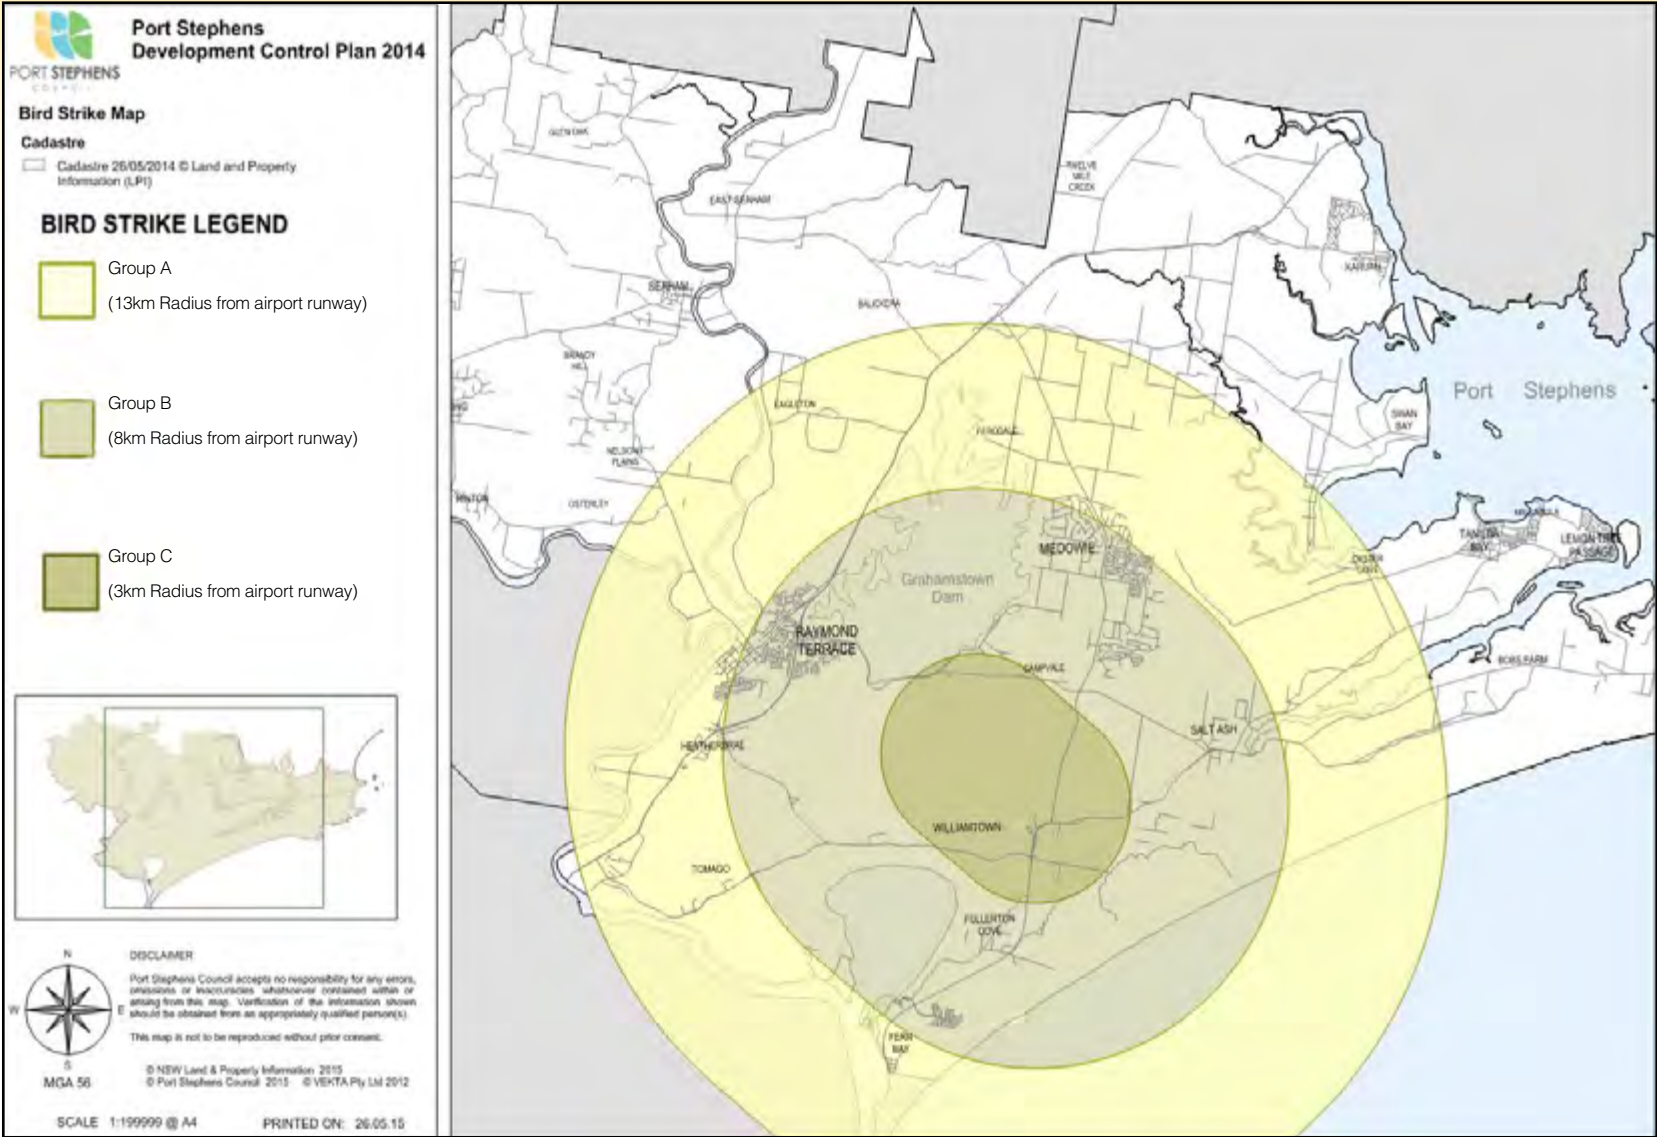 Port Stephens
Development Control Plan 2014
PORT STEPHENS
COUNCIL
Bird Strike Map
Cadastre
Cadastre 26/05/2014 © Land and Property
Information (LPI)
BIRD STRIKE LEGEND
Group A
(13km Radius from airport runway)
Group B
(8km Radius from airport runway)
Group C
(3km Radius from airport runway)
N
W
E
S
MGA 56
DISCLAIMER
Port Stephens Council accepts no responsibility for any errors,
omissions or inaccuracies whatsoever contained within or
arising from this map. Verification of the information shown
should be obtained from an appropriately qualified person(s).
This map is not to be reproduced without prior consent.
© NSW Land & Property Information 2015
© Port Stephens Council 2015 © VEKTA Pty Ltd 2012
SCALE 1:199999 @ A4
PRINTED ON: 26.05.15
GLEN OAK
TWELVE
MILE
CREEK
EAST SEAHAM
KARUAH
SEAHAM
BALICKERA
BRANDY
HILL
Port Stephens
EAGLETON
SWAN
BAY
FERODALE
NELSONS
PLAINS
HINTON
OSTERLEY
TANILBA
BAY
LEMON TREE
PASSAGE
MEDOWIE
OYSTER
COVE
Grahamstown
Dam
RAYMOND
TERRACE
CAMPVALE
BOBS FARM
SALT ASH
HEATHERBRAE
WILLIAMTOWN
TOMAGO
FULLERTON
COVE
FERN
BAY